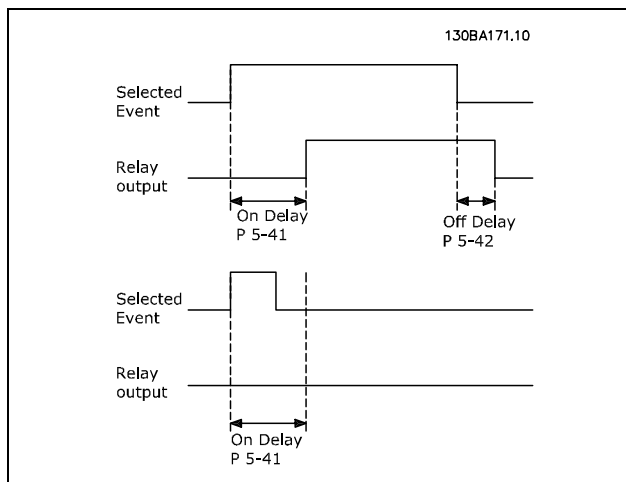 130BA171.10
Selected
Event
Relay
output
On Delay
P 5-41
Off Delay
P 5-42
Selected
Event
Relay
output
On Delay
P 5-41